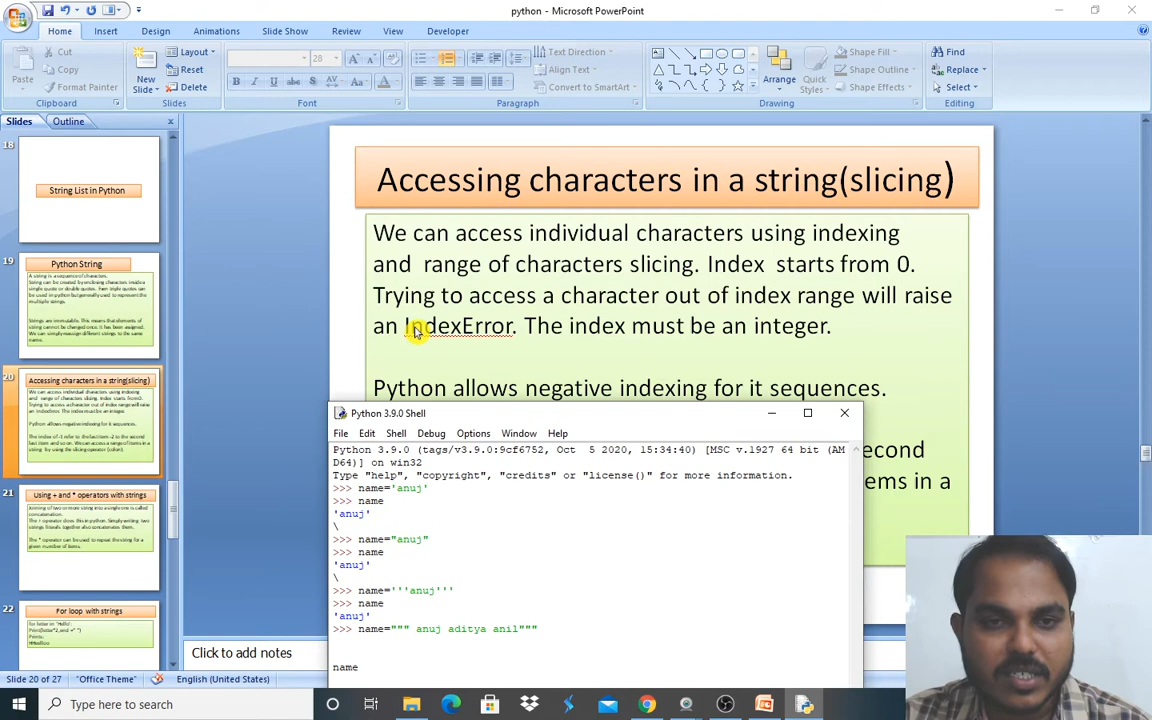 python - Microsoft PowerPoint
Home Insert Design Animations Slide Show Review View Developer
Cut
Copy
Format Painter
Paste
Clipboard
New
Slide
Layout
Reset
Delete
Slides
28
Font
Text Direction
Align Text
Convert to SmartArt
Paragraph
Arrange
Quick
Styles
Shape Fill
Shape Outline
Shape Effects
Drawing
Find
Replace
Select
Editing
Slides Outline
18
String List in Python
19
Python String
20
Accessing characters in a string(slicing)
21
Using + and * operators with strings
22
For loop with strings
Accessing characters in a string(slicing)
We can access individual characters using indexing
and range of characters slicing. Index starts from 0.
Trying to access a character out of index range will raise
an IndexError. The index must be an integer.
Python allows negative indexing for it sequences.
econd
ems in a
Python 3.9.0 Shell
File Edit Shell Debug Options Window Help
Python 3.9.0 (tags/v3.9.0:9cf6752, Oct 5 2020, 15:34:40) [MSC v.1927 64 bit (AM
D64)] on win32
Type "help", "copyright", "credits" or "license()" for more information.
>>> name='anuj'
>>> name
'anuj'
\
>>> name="anuj"
>>> name
'anuj'
\
>>> name='''anuj'''
>>> name
'anuj'
>>> name=""" anuj aditya anil"""
name
Click to add notes
Slide 20 of 27 "Office Theme" English (United States)
Type here to search